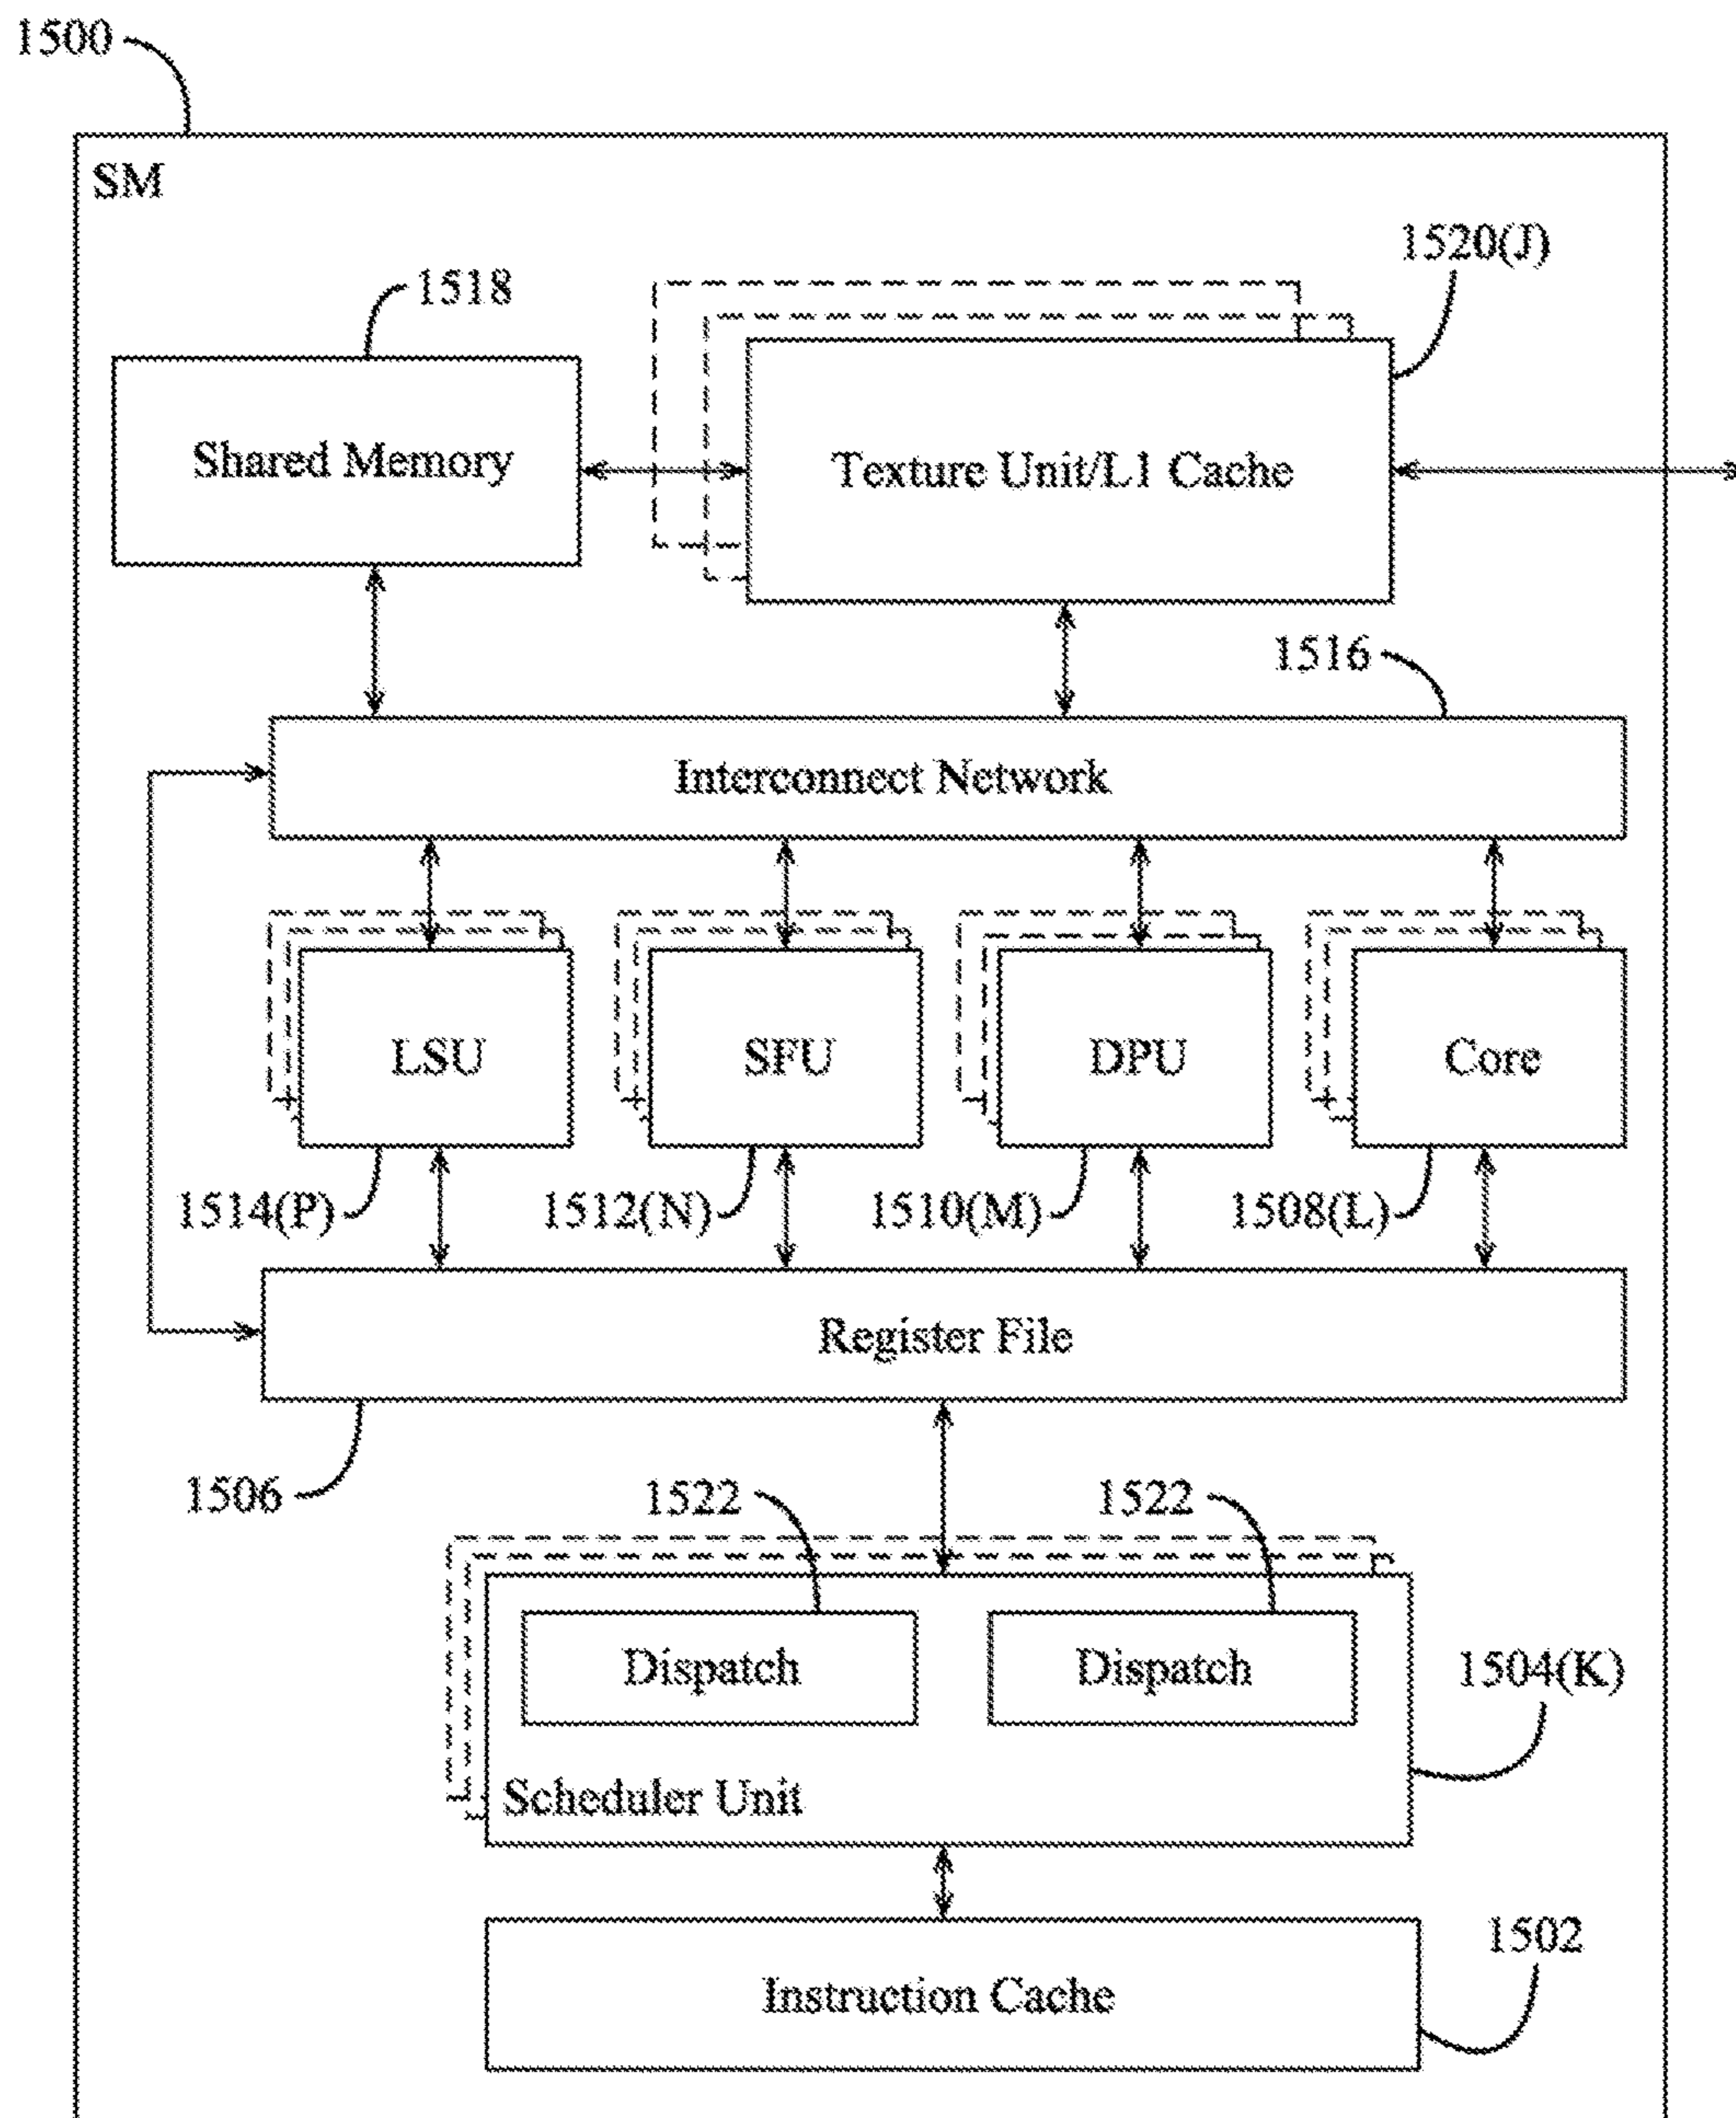 1500
SM
1520(J)
1518
Shared Memory
Texture Unit/L1 Cache
1516
Interconnect Network
LSU
SFU
DPU
Core
1514(P)
1512(N)
1510(M)
1508(L)
Register File
1506
1522
1522
Dispatch
Dispatch
1504(K)
Scheduler Unit
1502
Instruction Cache